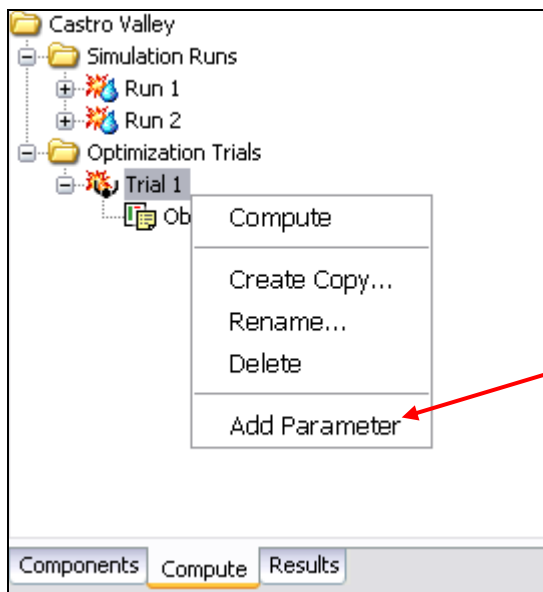 Castro Valley
Simulation Runs
Run 1
Run 2
Optimization Trials
Trial 1
Ob
Compute
Create Copy...
Rename...
Delete
Add Parameter
Components Compute Results